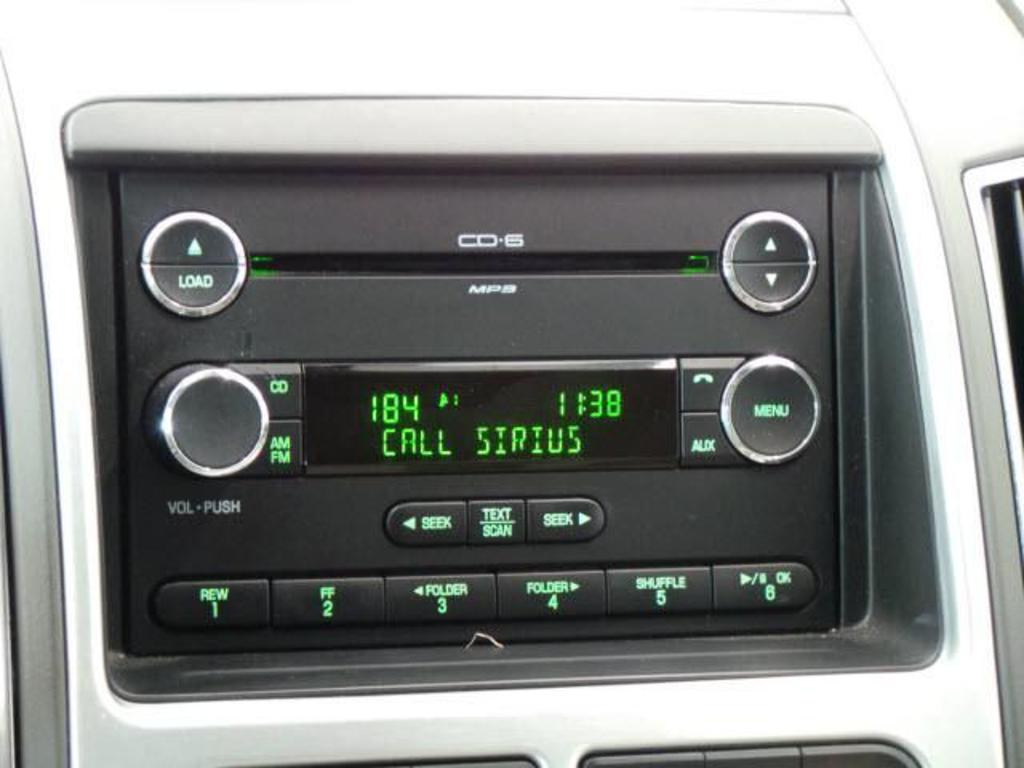 CD·6
LOAD
MP3
CD
184 11:38
MENU
AM
FM
CALL SIRIUS
AUX
VOL·PUSH
◄ SEEK
TEXT
SCAN
SEEK ►
REW
1
FF
2
◄FOLDER
3
FOLDER►
4
SHUFFLE
5
►/II OK
6